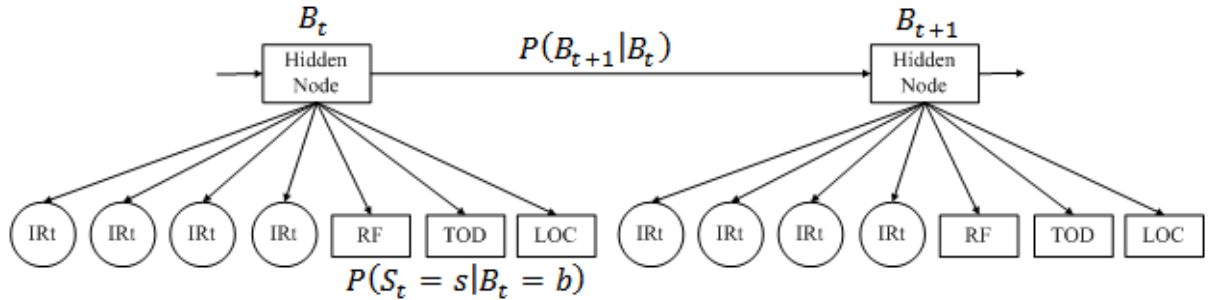 B_t
B_{t+1}
P(B_{t+1}|B_t)
Hidden
Node
Hidden
Node
IRt IRt IRt IRt RF TOD LOC IRt IRt IRt IRt RF TOD LOC
P(S_t = s|B_t = b)